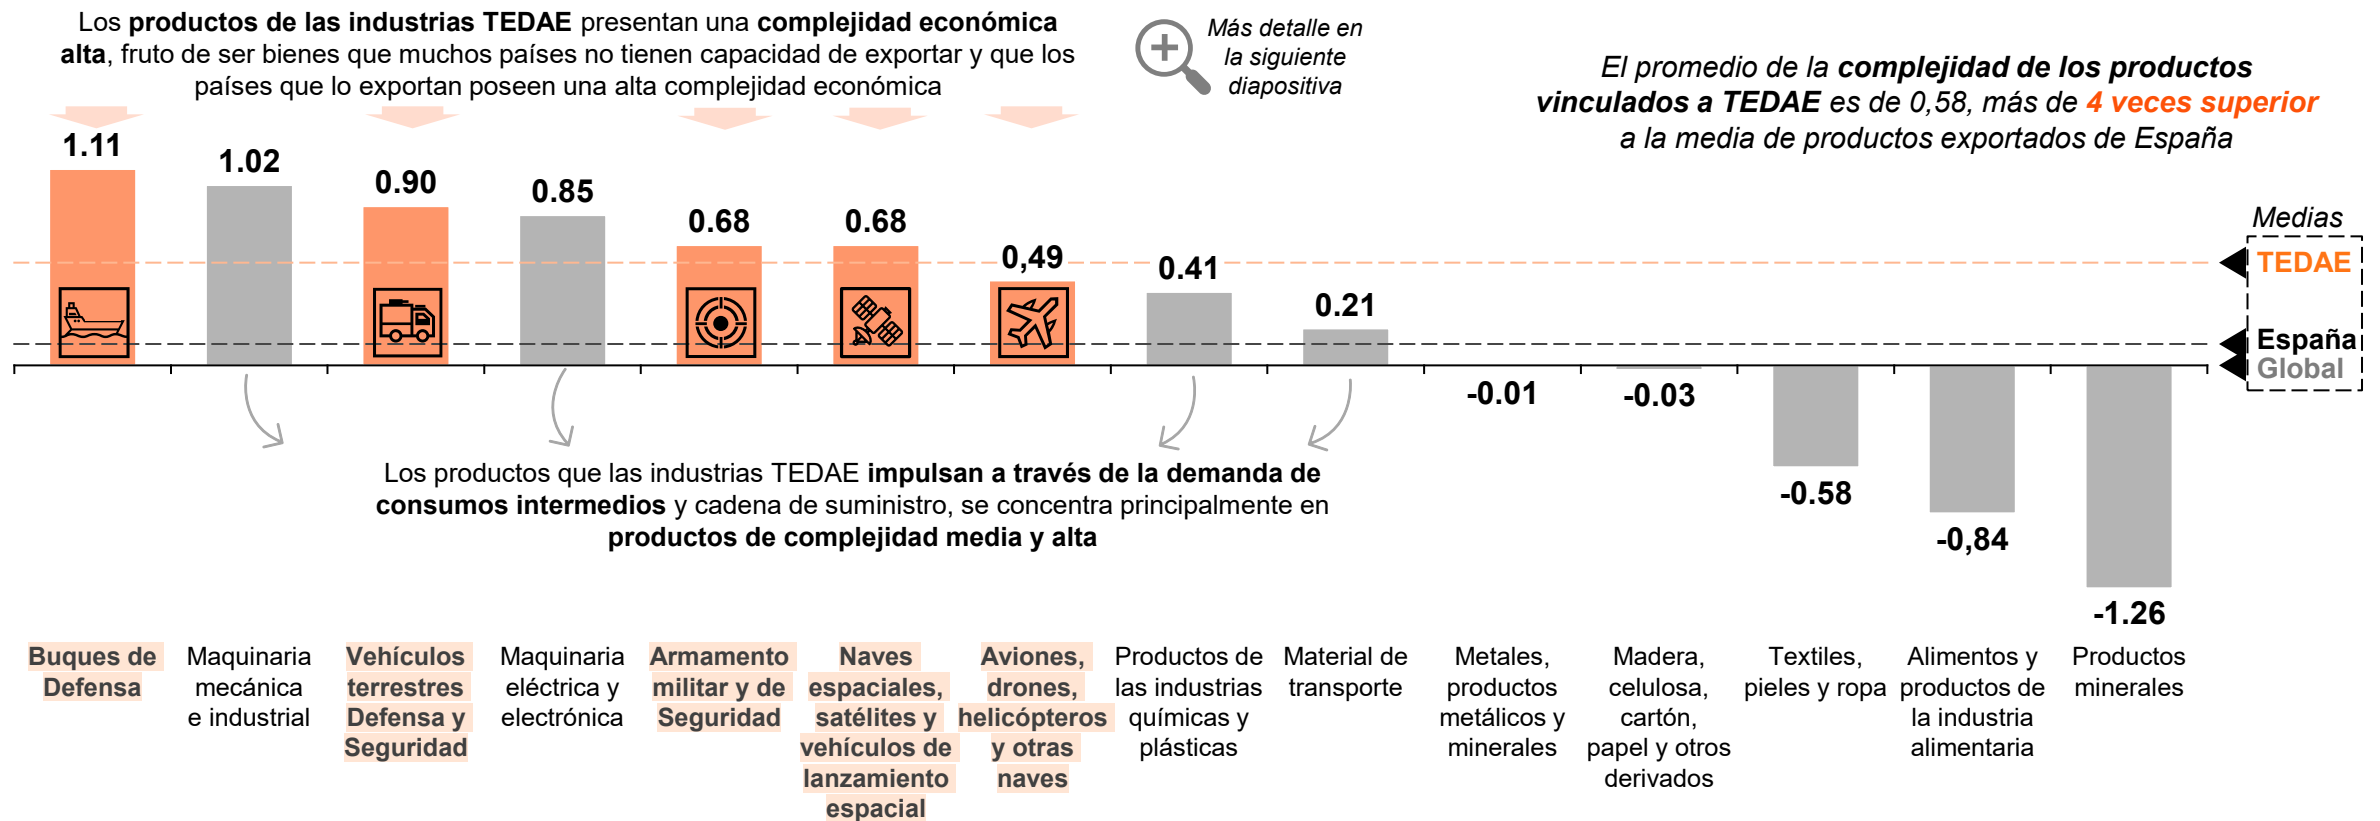 Los productos de las industrias TEDAE presentan una complejidad económica
alta, fruto de ser bienes que muchos países no tienen capacidad de exportar y que los
países que lo exportan poseen una alta complejidad económica
Más detalle en
la siguiente
diapositiva
El promedio de la complejidad de los productos
vinculados a TEDAE es de 0,58, más de 4 veces superior
a la media de productos exportados de España
1.11
1.02
0.90
0.85
0.68
0.68
0,49
0.41
0.21
-0.01
-0.03
-0.58
-0,84
-1.26
Medias
TEDAE
España
Global
Los productos que las industrias TEDAE impulsan a través de la demanda de
consumos intermedios y cadena de suministro, se concentra principalmente en
productos de complejidad media y alta
Buques de
Defensa
Maquinaria
mecánica
e industrial
Vehículos
terrestres
Defensa y
Seguridad
Maquinaria
eléctrica y
electrónica
Armamento
militar y de
Seguridad
Naves
espaciales,
satélites y
vehículos de
lanzamiento
espacial
Aviones,
drones,
helicópteros
y otras
naves
Productos de
las industrias
químicas y
plásticas
Material de
transporte
Metales,
productos
metálicos y
minerales
Madera,
celulosa,
cartón,
papel y otros
derivados
Textiles,
pieles y ropa
Alimentos y
productos de
la industria
alimentaria
Productos
minerales